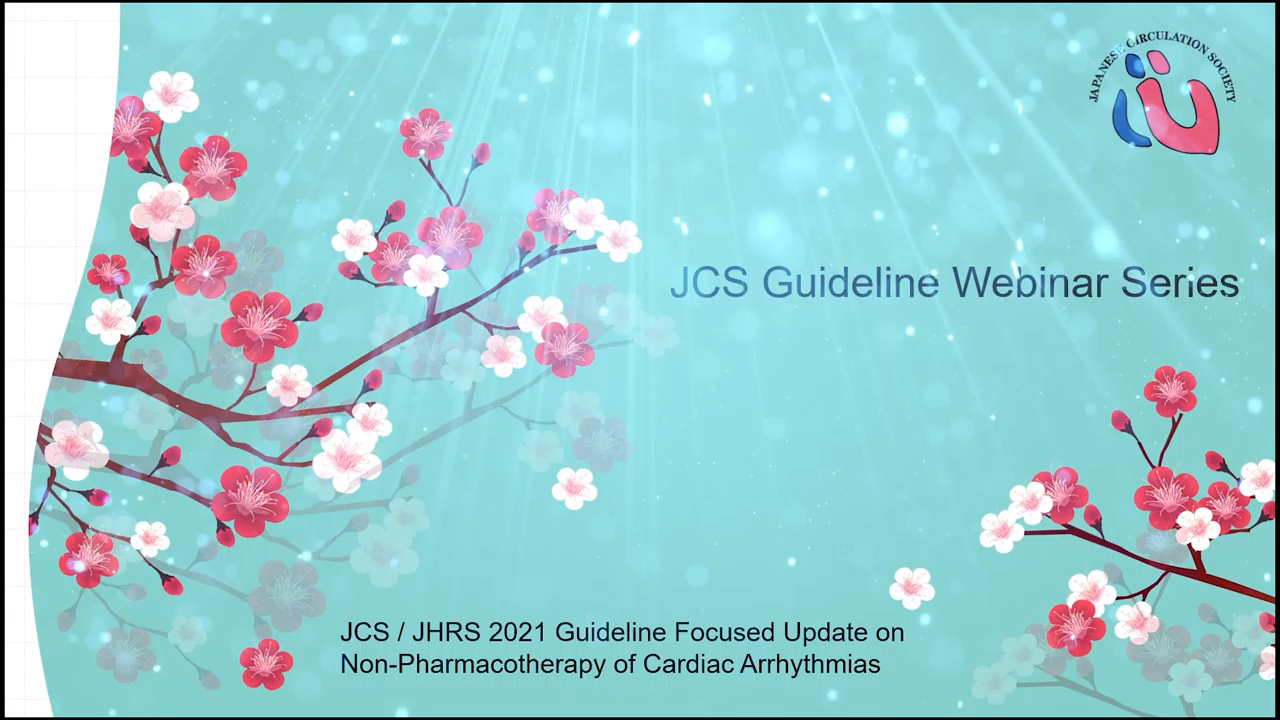 JAPANESE CIRCULATION SOCIETY
JCS Guideline Webinar Series
JCS / JHRS 2021 Guideline Focused Update on
Non-Pharmacotherapy of Cardiac Arrhythmias